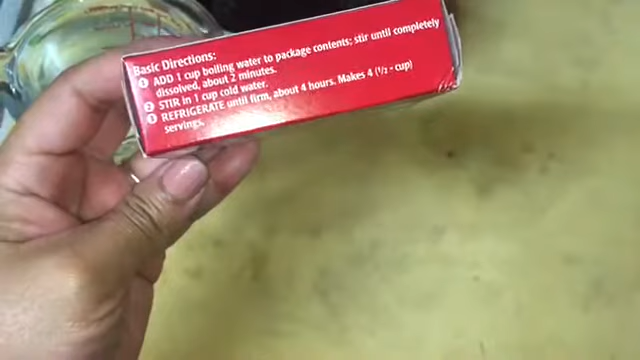 Basic Directions:
① ADD 1 cup boiling water to package contents; stir until completely
dissolved, about 2 minutes.
② STIR in 1 cup cold water.
③ REFRIGERATE until firm, about 4 hours. Makes 4 (1/2 - cup)
servings.